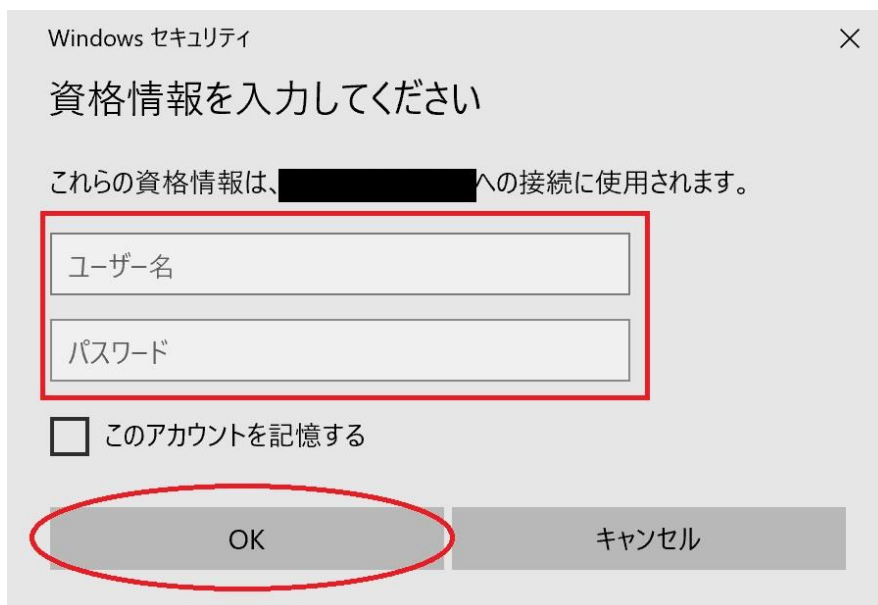 Windows セキュリティ
資格情報を入力してください
これらの資格情報は、への接続に使用されます。
ユーザー名
パスワード
このアカウントを記憶する
OK
キャンセル